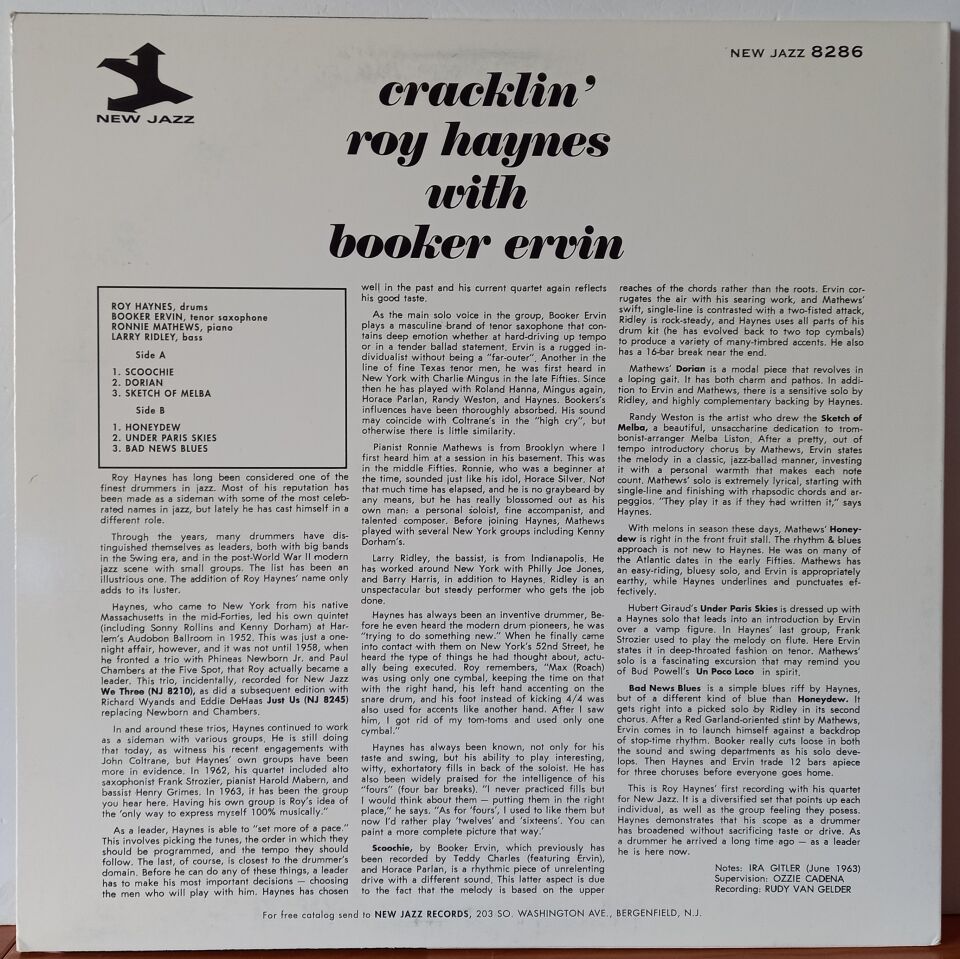 NEW JAZZ
NEW JAZZ 8286
cracklin'
roy haynes
with
booker ervin
ROY HAYNES, drums
BOOKER ERVIN, tenor saxophone
RONNIE MATHEWS, piano
LARRY RIDLEY, bass
Side A
1. SCOOCHIE
2. DORIAN
3. SKETCH OF MELBA
Side B
1. HONEYDEW
2. UNDER PARIS SKIES
3. BAD NEWS BLUES
Roy Haynes has long been considered one of the
finest drummers in jazz. Most of his reputation has
been made as a sideman with some of the most celeb-
rated names in jazz, but lately he has cast himself in a
different role.
Through the years, many drummers have dis-
tinguished themselves as leaders, both with big bands
in the Swing era, and in the post-World War II modern
jazz scene with small groups. The list has been an
illustrious one. The addition of Roy Haynes' name only
adds to its luster.
Haynes, who came to New York from his native
Massachusetts in the mid-Forties, led his own quintet
(including Sonny Rollins and Kenny Dorham) at Har-
lem's Audobon Ballroom in 1952. This was just a one-
night affair, however, and it was not until 1958, when
he fronted a trio with Phineas Newborn Jr. and Paul
Chambers at the Five Spot, that Roy actually became a
leader. This trio, incidentally, recorded for New Jazz
We Three (NJ 8210), as did a subsequent edition with
Richard Wyands and Eddie DeHaas Just Us (NJ 8245)
replacing Newborn and Chambers.
In and around these trios, Haynes continued to work
as a sideman with various groups. He is still doing
that today, as witness his recent engagements with
John Coltrane, but Haynes' own groups have been
more in evidence. In 1962, his quartet included alto
saxophonist Frank Strozier, pianist Harold Mabern, and
bassist Henry Grimes. In 1963, it has been the group
you hear here. Having his own group is Roy's idea of
the 'only way to express myself 100% musically."
As a leader, Haynes is able to "set more of a pace."
This involves picking the tunes, the order in which they
should be programmed, and the tempo they should
follow. The last, of course, is closest to the drummer's
domain. Before he can do any of these things, a leader
has to make his most important decisions — choosing
the men who will play with him. Haynes has chosen
well in the past and his current quartet again reflects
his good taste.
As the main solo voice in the group, Booker Ervin
plays a masculine brand of tenor saxophone that con-
tains deep emotion whether at hard-driving up tempo
or in a tender ballad statement. Ervin is a rugged in-
dividualist without being a "far-outer". Another in the
line of fine Texas tenor men, he was first heard in
New York with Charlie Mingus in the late Fifties. Since
then he has played with Roland Hanna, Mingus again,
Horace Parlan, Randy Weston, and Haynes. Bookers's
influences have been thoroughly absorbed. His sound
may coincide with Coltrane's in the "high cry", but
otherwise there is little similarity.
Pianist Ronnie Mathews is from Brooklyn where I
first heard him at a session in his basement. This was
in the middle Fifties. Ronnie, who was a beginner at
the time, sounded just like his idol, Horace Silver. Not
that much time has elapsed, and he is no graybeard by
any means, but he has really blossomed out as his
own man: a personal soloist, fine accompanist, and
talented composer. Before joining Haynes, Mathews
played with several New York groups including Kenny
Dorham's.
Larry Ridley, the bassist, is from Indianapolis. He
has worked around New York with Philly Joe Jones,
and Barry Harris, in addition to Haynes. Ridley is an
unspectacular but steady performer who gets the job
done.
Haynes has always been an inventive drummer, Be-
fore he even heard the modern drum pioneers, he was
"trying to do something new." When he finally came
into contact with them on New York's 52nd Street, he
heard the type of things he had thought about, actu-
ally being executed. Roy remembers, "Max (Roach)
was using only one cymbal, keeping the time on that
with the right hand, his left hand accenting on the
snare drum, and his foot instead of kicking 4/4 was
also used for accents like another hand. After I saw
him, I got rid of my tom-toms and used only one
cymbal."
Haynes has always been known, not only for his
taste and swing, but his ability to play interesting,
witty, exhortatory fills in back of the soloist. He has
also been widely praised for the intelligence of his
"fours" (four bar breaks). "I never practiced fills but
I would think about them — putting them in the right
place," he says. "As for 'fours', I used to like them but
now I'd rather play 'twelves' and 'sixteens'. You can
paint a more complete picture that way.'
Scoochie, by Booker Ervin, which previously has
been recorded by Teddy Charles (featuring Ervin),
and Horace Parlan, is a rhythmic piece of unrelenting
drive with a different sound. This latter aspect is due
to the fact that the melody is based on the upper
reaches of the chords rather than the roots. Ervin cor-
rugates the air with his searing work, and Mathews'
swift, single-line is contrasted with a two-fisted attack,
Ridley is rock-steady, and Haynes uses all parts of his
drum kit (he has evolved back to two top cymbals)
to produce a variety of many-timbred accents. He also
has a 16-bar break near the end.
Mathews' Dorian is a modal piece that revolves in
a loping gait. It has both charm and pathos. In addi-
tion to Ervin and Mathews, there is a sensitive solo by
Ridley, and highly complementary backing by Haynes.
Randy Weston is the artist who drew the Sketch of
Melba, a beautiful, unsaccharine dedication to trom-
bonist-arranger Melba Liston. After a pretty, out of
tempo introductory chorus by Mathews, Ervin states
the melody in a classic, jazz-ballad manner, investing
it with a personal warmth that makes each note
count. Mathews' solo is extremely lyrical, starting with
single-line and finishing with rhapsodic chords and ar-
peggios. "They play it as if they had written it," says
Haynes.
With melons in season these days, Mathews' Honey-
dew is right in the front fruit stall. The rhythm & blues
approach is not new to Haynes. He was on many of
the Atlantic dates in the early Fifties. Mathews has
an easy-riding, bluesy solo, and Ervin is appropriately
earthy, while Haynes underlines and punctuates ef-
fectively.
Hubert Giraud's Under Paris Skies is dressed up with
a Haynes solo that leads into an introduction by Ervin
over a vamp figure. In Haynes' last group, Frank
Strozier used to play the melody on flute. Here Ervin
states it in deep-throated fashion on tenor. Mathews'
solo is a fascinating excursion that may remind you
of Bud Powell's Un Poco Loco in spirit.
Bad News Blues is a simple blues riff by Haynes,
but of a different kind of blue than Honeydew. It
gets right into a picked solo by Ridley in its second
chorus. After a Red Garland-oriented stint by Mathews,
Ervin comes in to launch himself against a backdrop
of stop-time rhythm. Booker really cuts loose in both
the sound and swing departments as his solo deve-
lops. Then Haynes and Ervin trade 12 bars apiece
for three choruses before everyone goes home.
This is Roy Haynes' first recording with his quartet
for New Jazz. It is a diversified set that points up each
individual, as well as the group feeling they possess.
Haynes demonstrates that his scope as a drummer
has broadened without sacrificing taste or drive. As
a drummer he arrived a long time ago — as a leader
he is here now.
Notes: IRA GITLER (June 1963)
Supervision: OZZIE CADENA
Recording: RUDY VAN GELDER
For free catalog send to NEW JAZZ RECORDS, 203 SO. WASHINGTON AVE., BERGENFIELD, N.J.